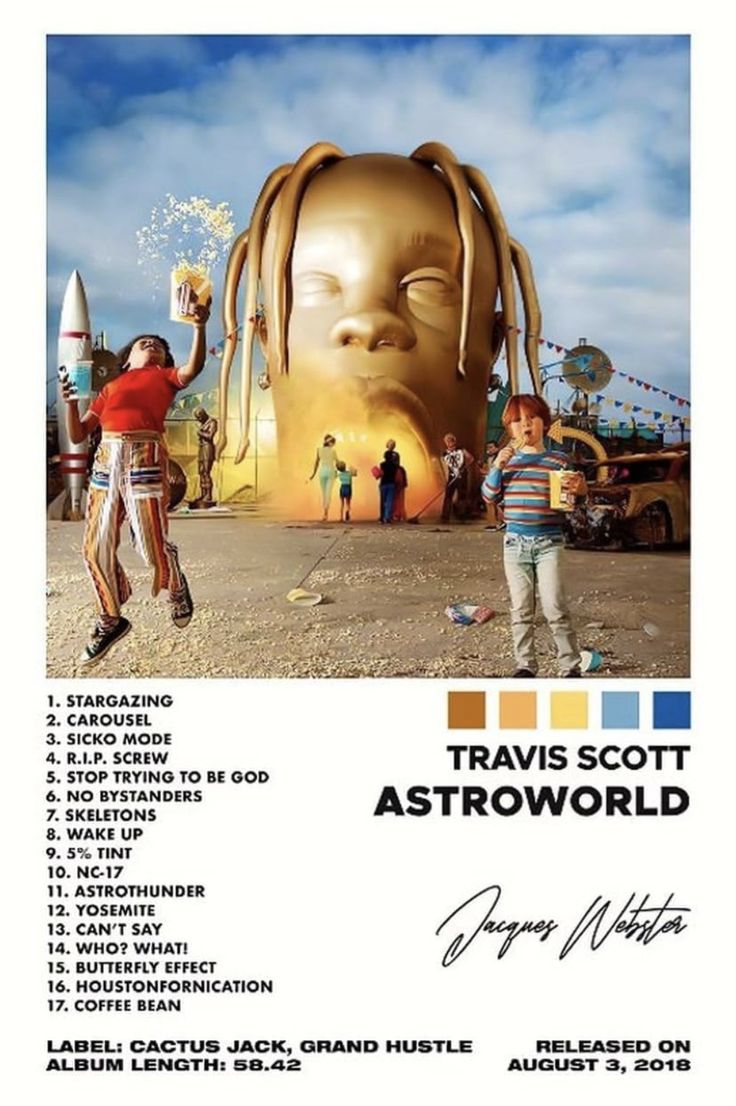 1. STARGAZING
2. CAROUSEL
3. SICKO MODE
4. R.I.P. SCREW
5. STOP TRYING TO BE GOD
6. NO BYSTANDERS
7. SKELETONS
8. WAKE UP
9. 5% TINT
10. NC-17
11. ASTROTHUNDER
12. YOSEMITE
13. CAN'T SAY
14. WHO? WHAT!
15. BUTTERFLY EFFECT
16. HOUSTONFORNICATION
17. COFFEE BEAN
TRAVIS SCOTT
ASTROWORLD
Jacques Webster
LABEL: CACTUS JACK, GRAND HUSTLE
ALBUM LENGTH: 58.42
RELEASED ON
AUGUST 3, 2018